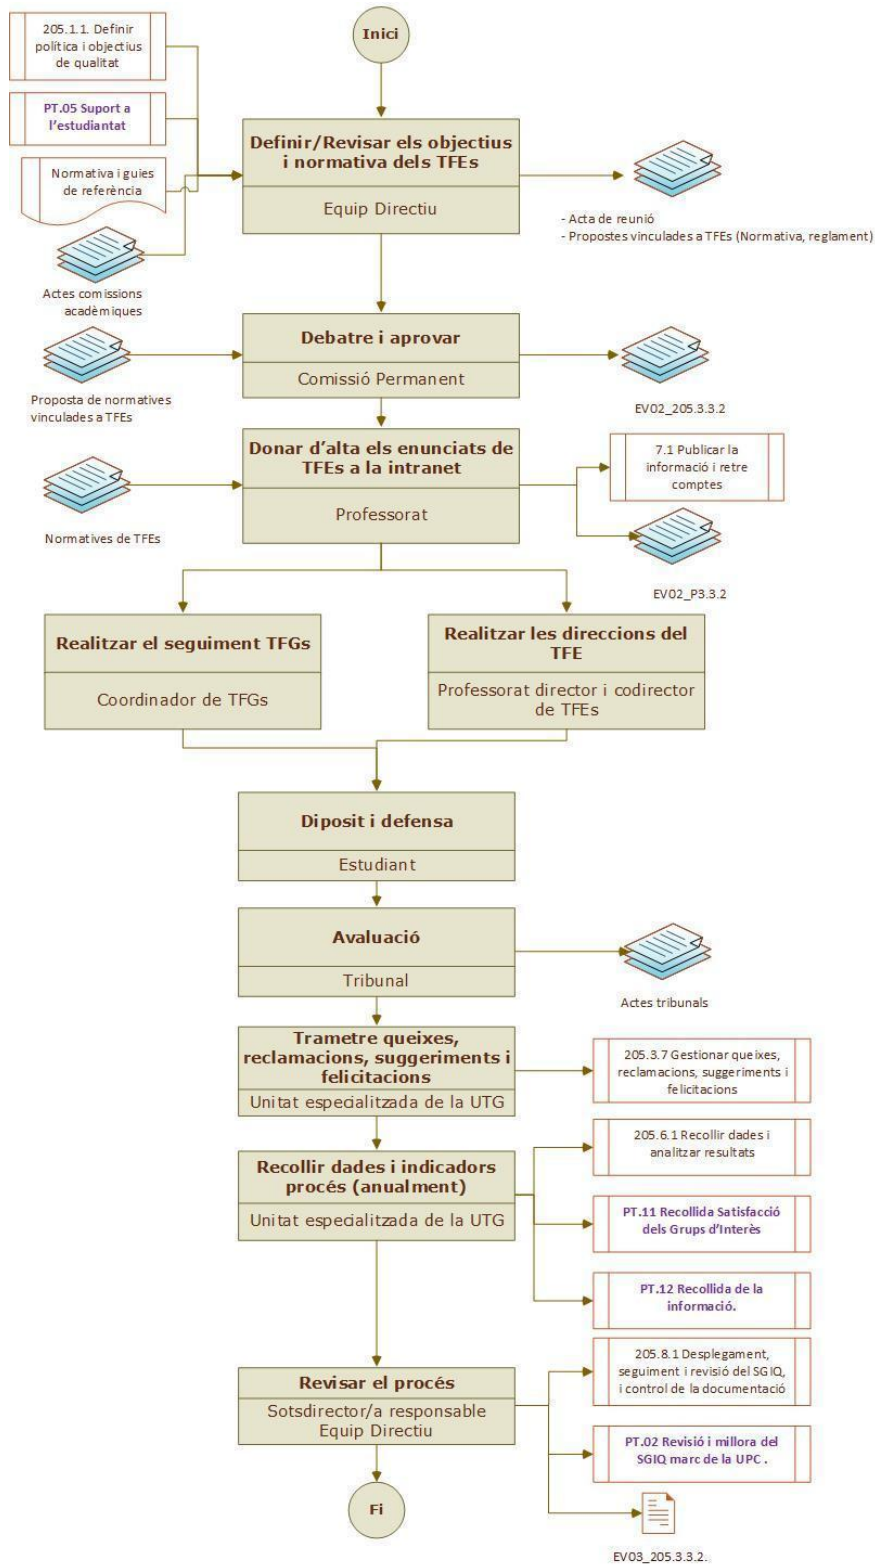 Inici
205.1.1. Definir
política i objectius
de qualitat
PT.05 Suport a
l’estudiantat
Normativa i guies
de referència
Actes comissions
acadèmiques
Definir/Revisar els objectius
i normativa dels TFEs
Equip Directiu
- Acta de reunió
- Propostes vinculades a TFEs (Normativa, reglament)
Proposta de normatives
vinculades a TFEs
Debatre i aprovar
Comissió Permanent
EV02_205.3.3.2
Normatives de TFEs
Donar d’alta els enunciats de
TFEs a la intranet
Professorat
7.1 Publicar la
informació i retre
comptes
EV02_P3.3.2
Realitzar el seguiment TFGs
Coordinador de TFGs
Realitzar les direccions del
TFE
Professorat director i codirector
de TFEs
Diposit i defensa
Estudiant
Avaluació
Tribunal
Actes tribunals
Trametre queixes,
reclamacions, suggeriments i
felicitacions
Unitat especialitzada de la UTG
205.3.7 Gestionar queixes,
reclamacions, suggeriments i
felicitacions
Recollir dades i indicadors
procés (anualment)
Unitat especialitzada de la UTG
205.6.1 Recollir dades i
analitzar resultats
PT.11 Recollida Satisfacció
dels Grups d’Interès
PT.12 Recollida de la
informació.
Revisar el procés
Sotsdirector/a responsable
Equip Directiu
205.8.1 Desplegament,
seguiment i revisió del SGIQ,
i control de la documentació
PT.02 Revisió i millora del
SGIQ marc de la UPC .
EV03_205.3.3.2.
Fi